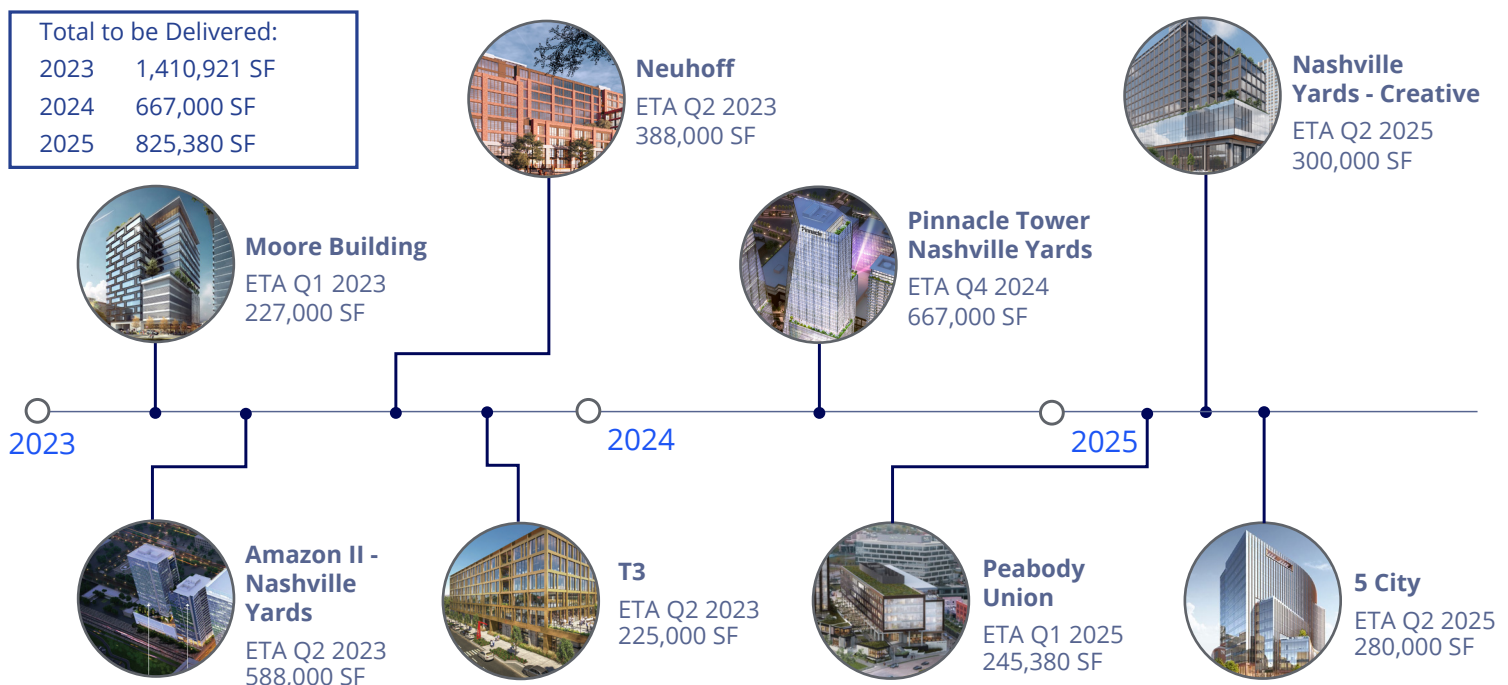 Total to be Delivered:
2023 1,410,921 SF
2024 667,000 SF
2025 825,380 SF
Neuhoff
ETA Q2 2023
388,000 SF
Nashville
Yards - Creative
ETA Q2 2025
300,000 SF
Moore Building
ETA Q1 2023
227,000 SF
Pinnacle
Pinnacle Tower
Nashville Yards
ETA Q4 2024
667,000 SF
2023
2024
2025
Amazon II -
Nashville
Yards
ETA Q2 2023
588,000 SF
T3
ETA Q2 2023
225,000 SF
Peabody
Union
ETA Q1 2025
245,380 SF
5 City
ETA Q2 2025
280,000 SF